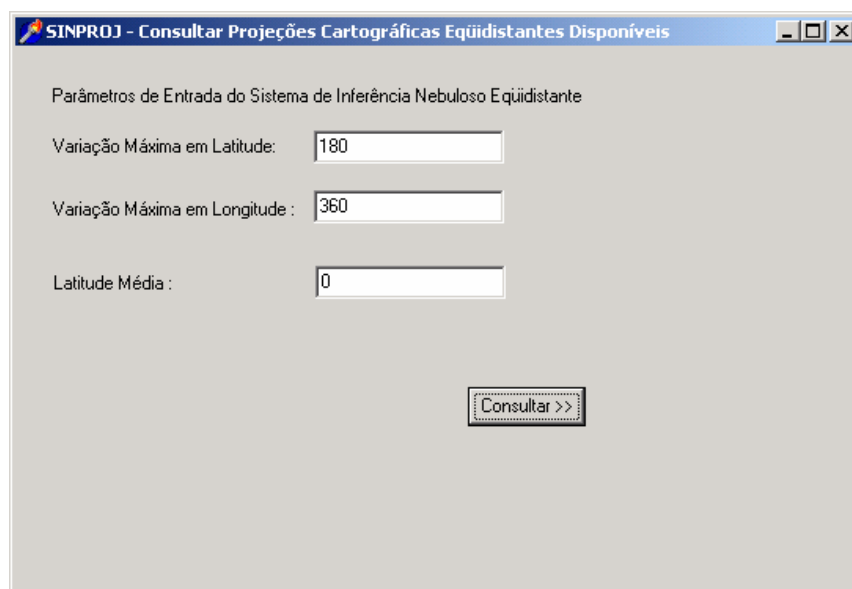 SINPROJ - Consultar Projeções Cartográficas Eqüidistantes Disponíveis
Parâmetros de Entrada do Sistema de Inferência Nebuloso Eqüidistante
Variação Máxima em Latitude: 180
Variação Máxima em Longitude : 360
Latitude Média : 0
Consultar >>